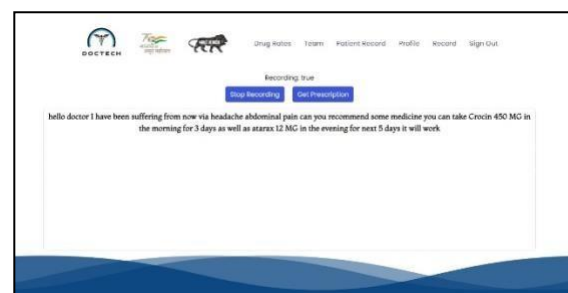 DOCTECH
Drug Rates Team Patient Record Profile Record Sign Out
Recording: true
Stop Recording Get Prescription
hello doctor I have been suffering from now via headache abdominal pain can you recommend some medicine you can take Crocin 450 MG in
the morning for 3 days as well as atarax 12 MG in the evening for next 5 days it will work